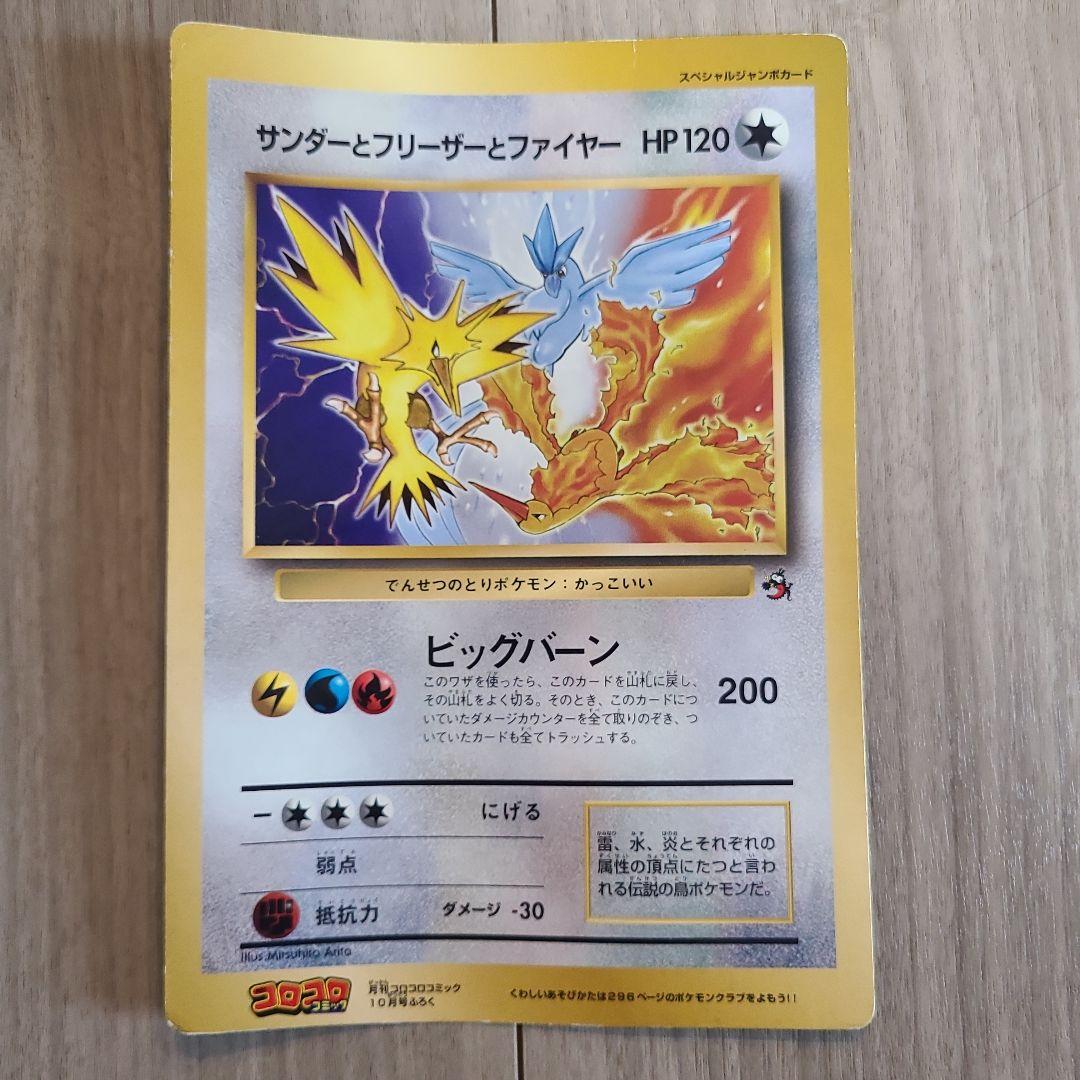 スペシャルジャンボカード
サンダーとフリーザーとファイヤー HP120
でんせつのとりポケモン：かっこいい
ビッグバーン
このワザを使ったら、このカードを山札に戻し、
その山札をよく切る。そのとき、このカードにつ
いていたダメージカウンターを全て取りのぞき、つ
いていたカードも全てトラッシュする。
200
－ にげる
弱点
抵抗力 ダメージ -30
雷、水、炎とそれぞれの
属性の頂点にたつと言わ
れる伝説の鳥ポケモンだ。
Illus. Mitsuhiro Arita
コロコロ
コミック
月刊コロコロコミック
10月号ふろく
くわしいあそびかたは296ページのポケモンクラブをよもう!!